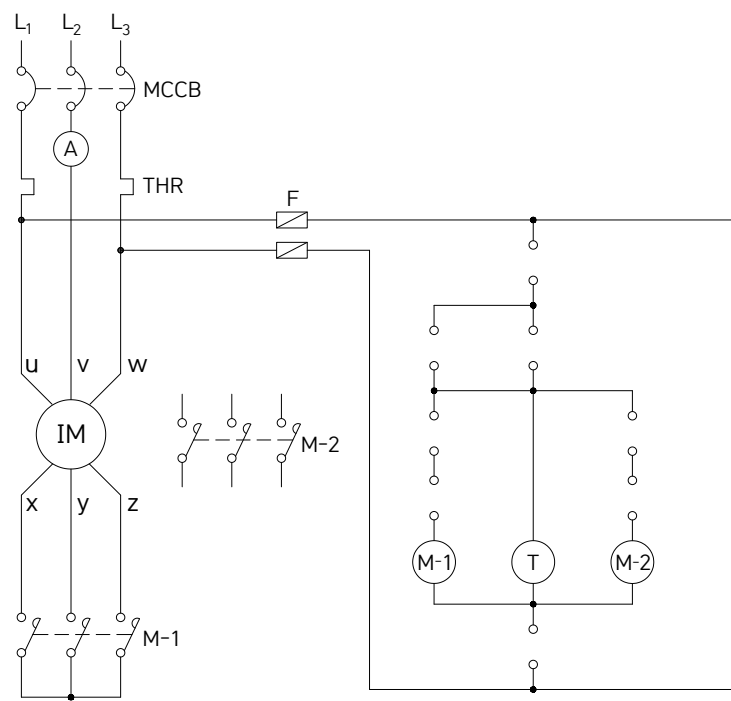 L₁ L₂ L₃
MCCB
A
THR
F
u v w
IM
M-2
x y z
M-1 T M-2
M-1